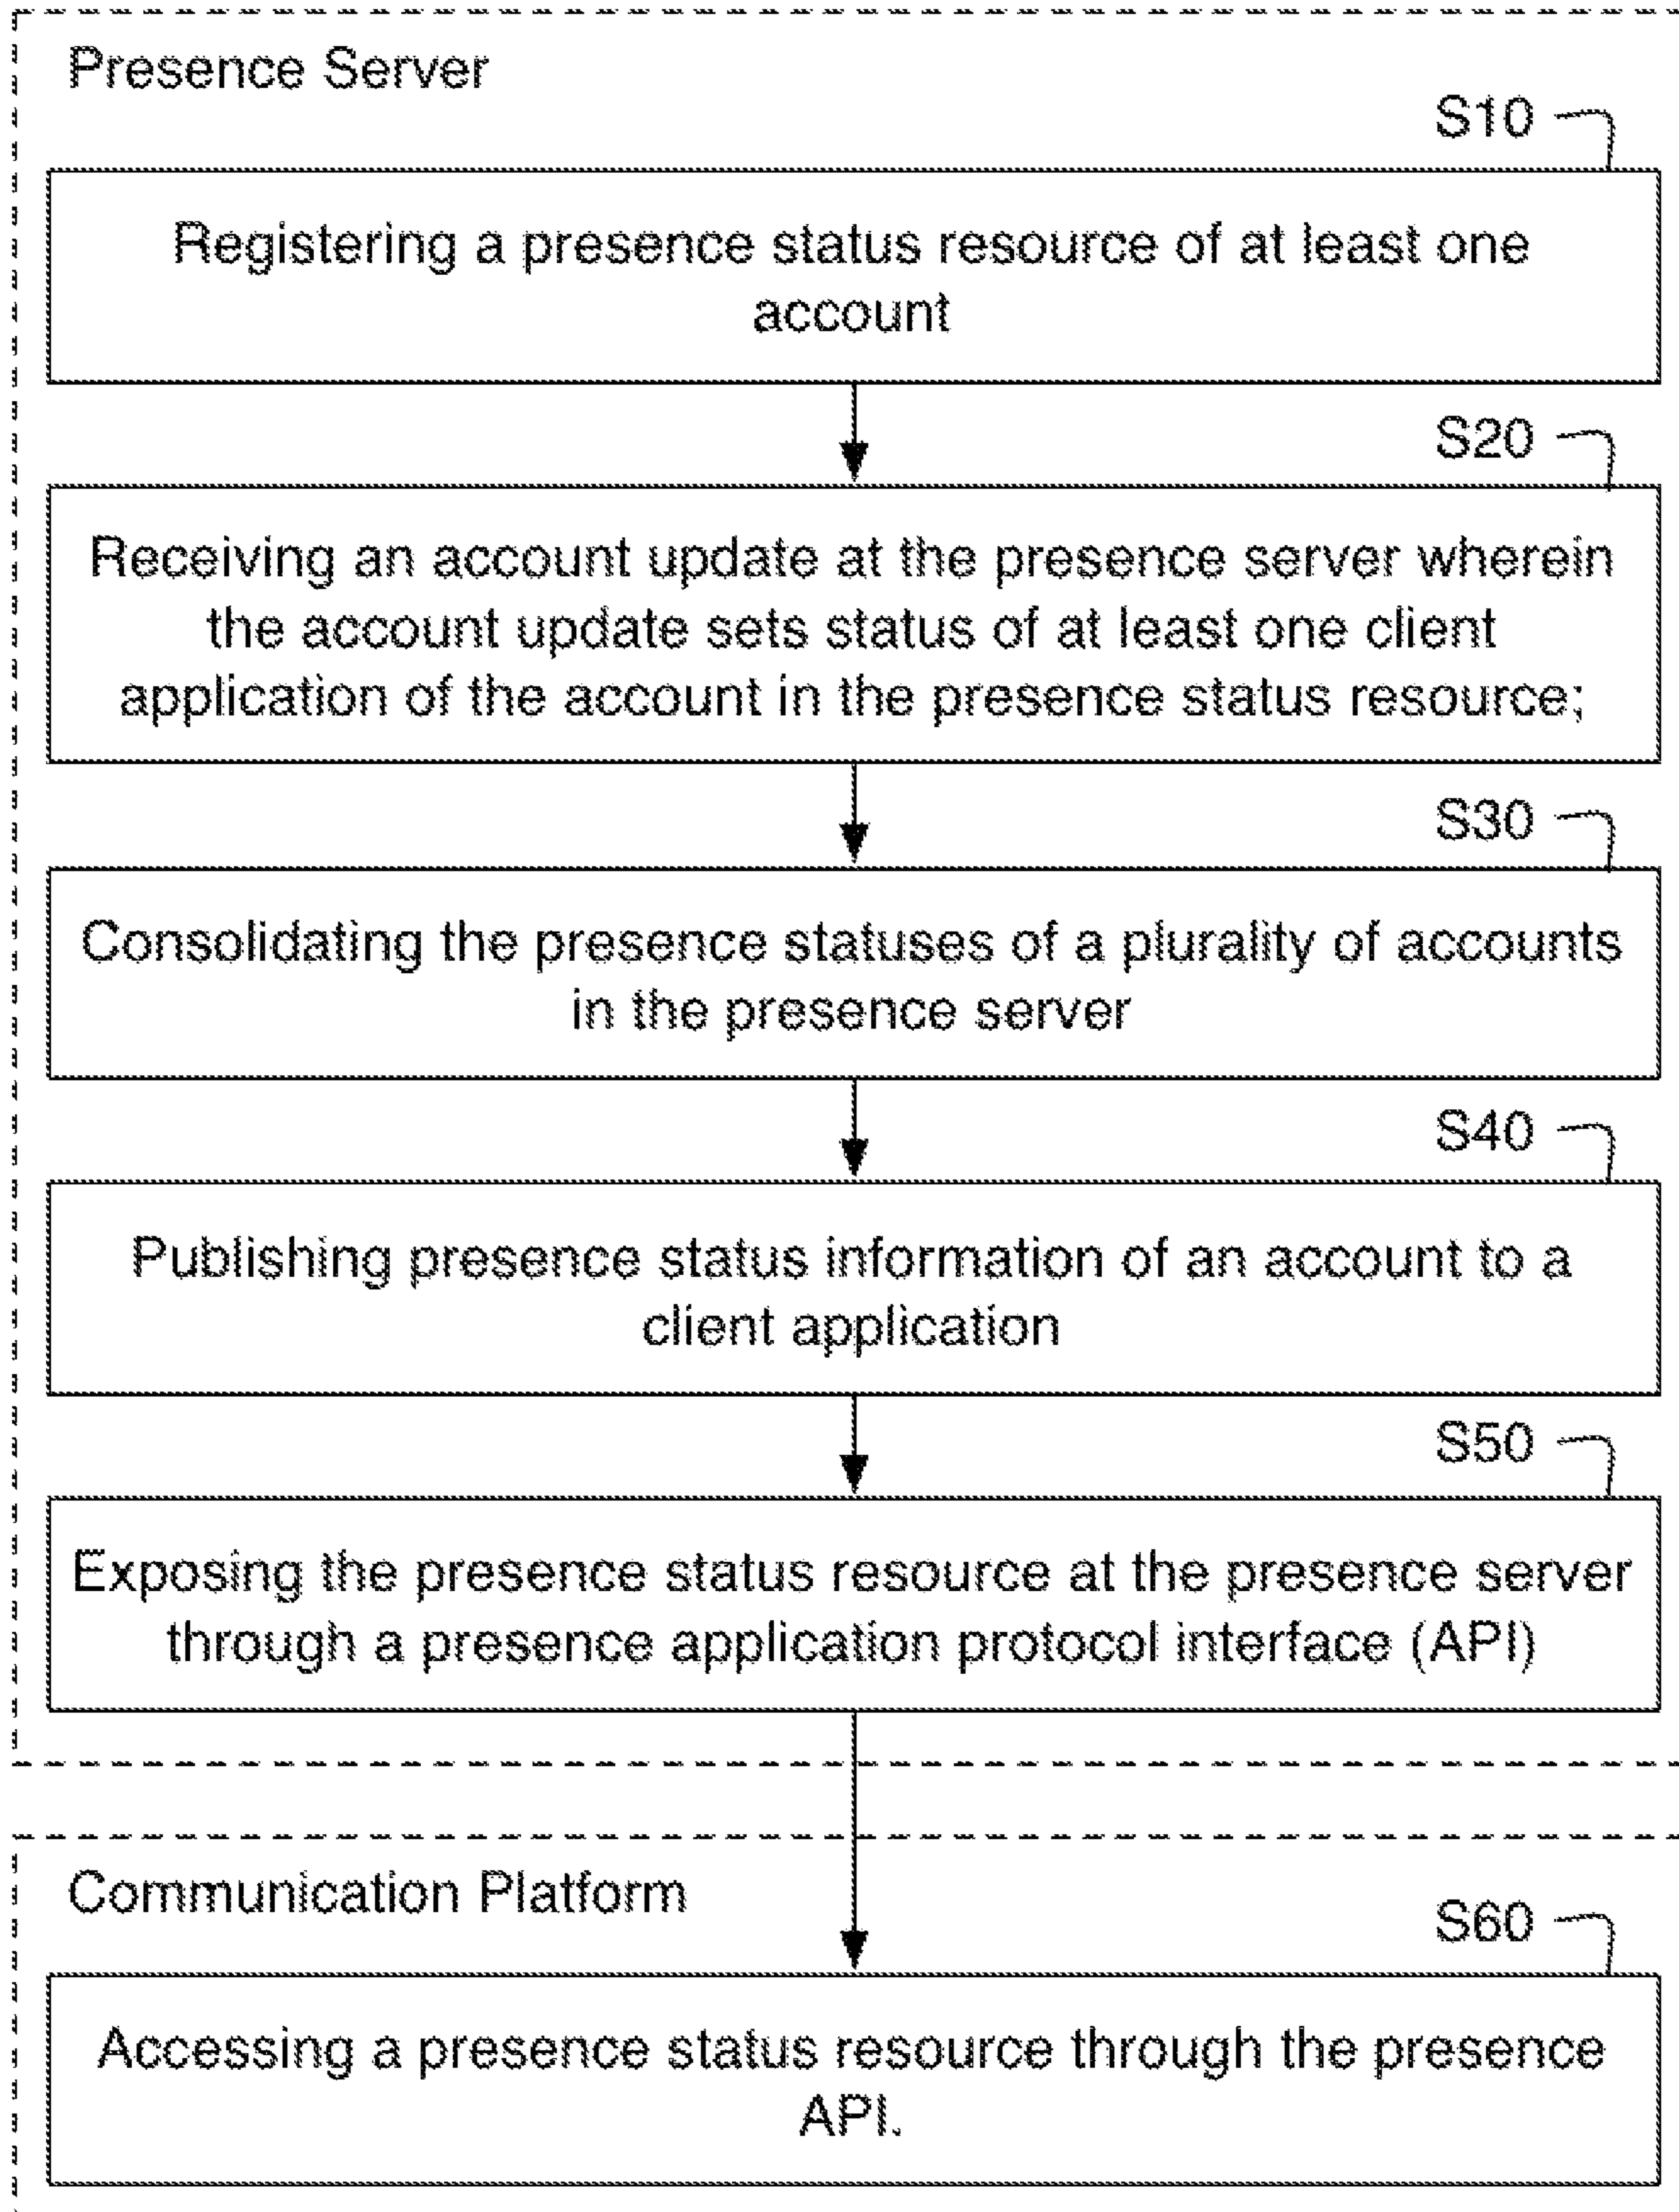 Presence Server
S10
Registering a presence status resource of at least one
account
S20
Receiving an account update at the presence server wherein
the account update sets status of at least one client
application of the account in the presence status resource;
S30
Consolidating the presence statuses of a plurality of accounts
in the presence server
S40
Publishing presence status information of an account to a
client application
S50
Exposing the presence status resource at the presence server
through a presence application protocol interface (API)
Communication Platform
S60
Accessing a presence status resource through the presence
API.